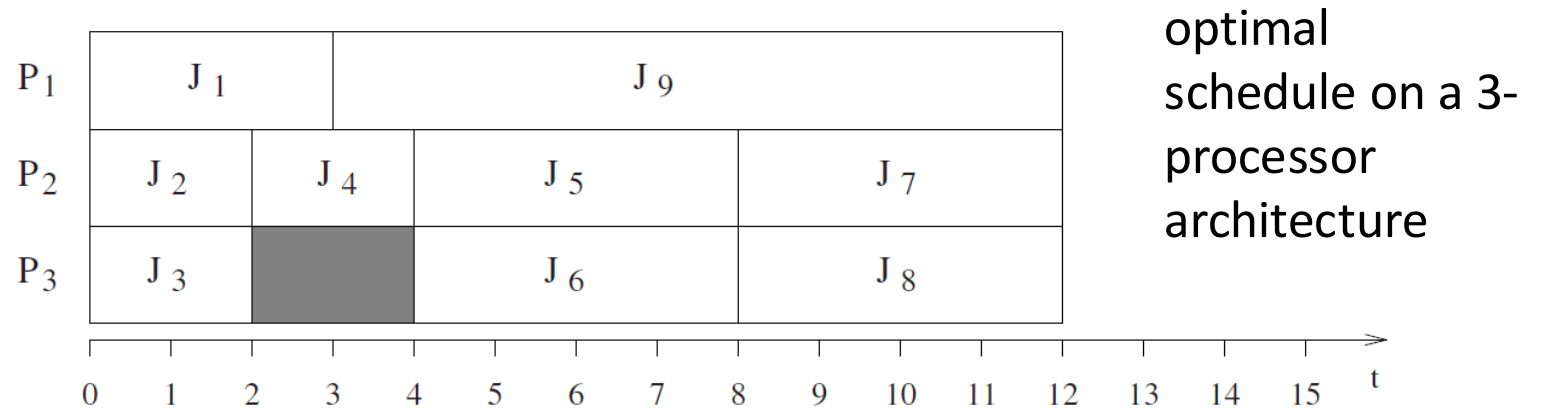 optimal
schedule on a 3-
processor
architecture
P1 J1 J9
P2 J2 J4 J5 J7
P3 J3 J6 J8
0 1 2 3 4 5 6 7 8 9 10 11 12 13 14 15 t